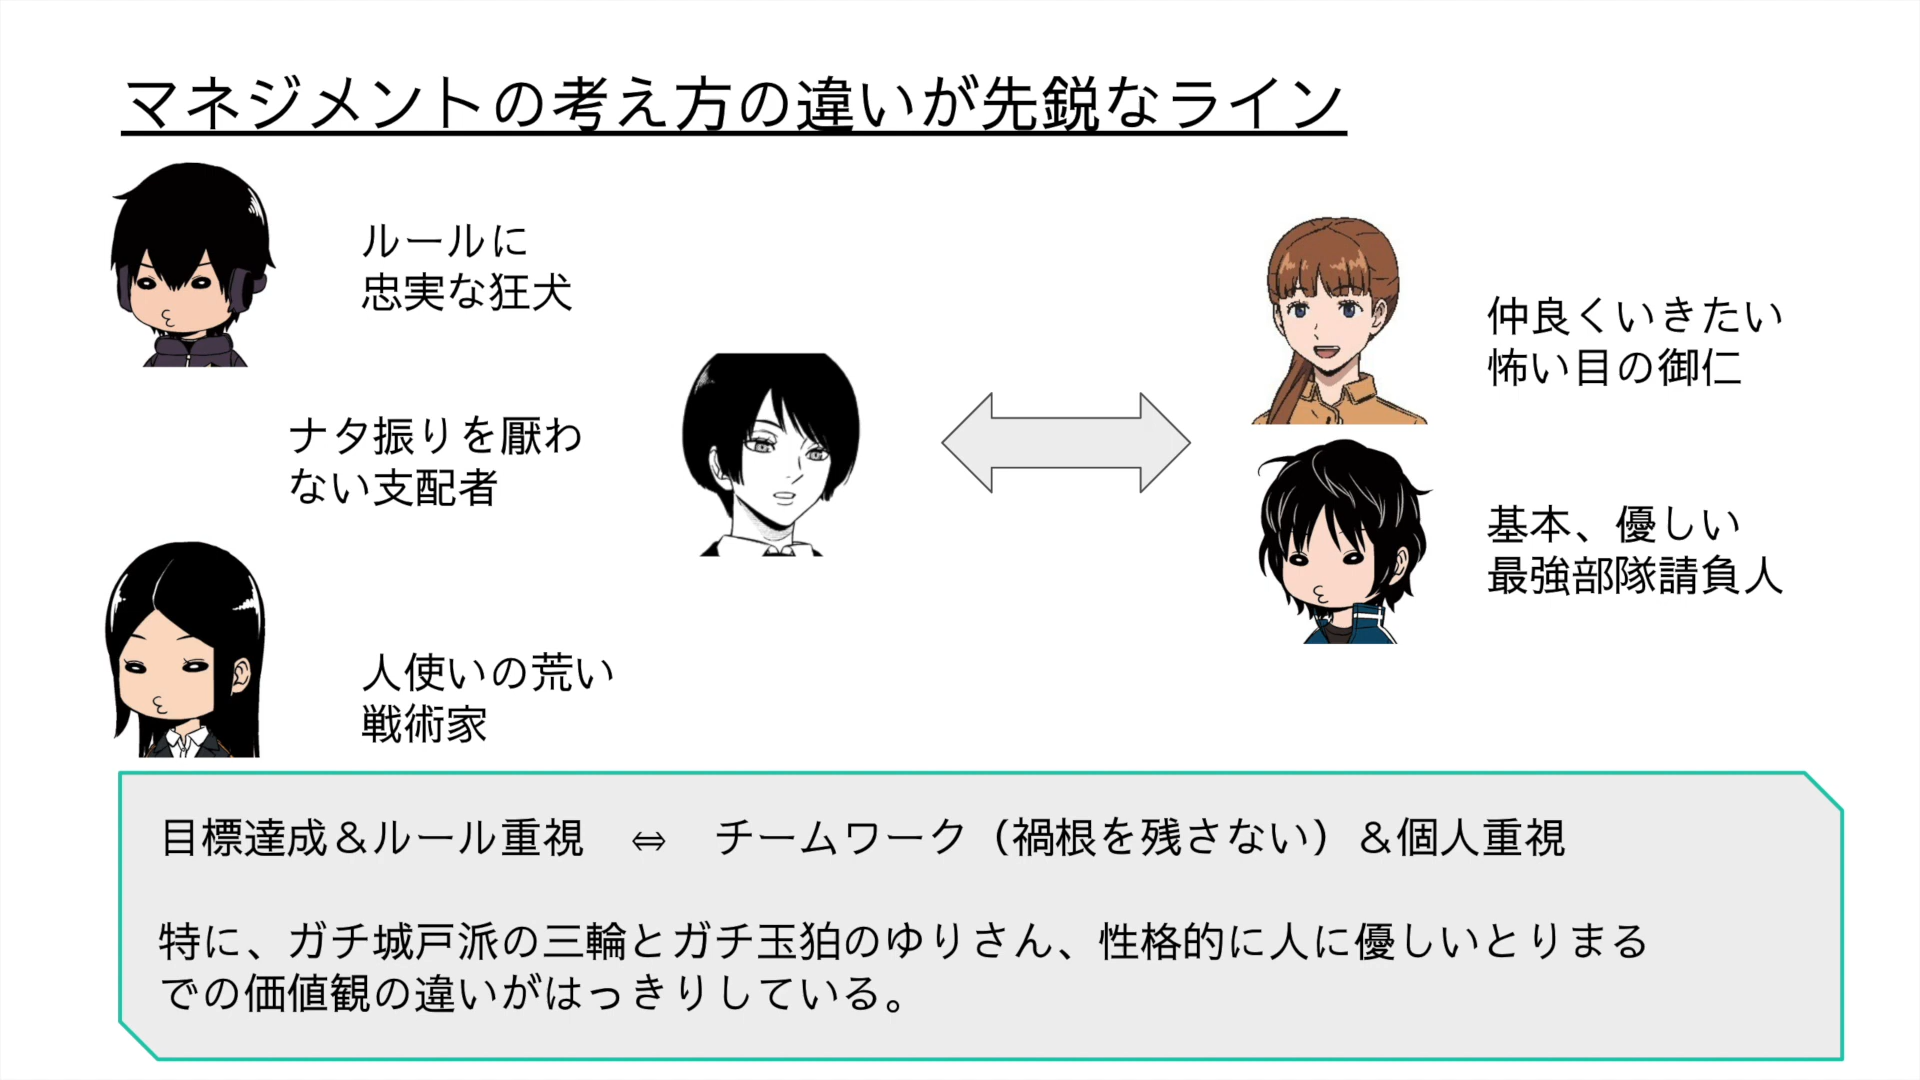 マネジメントの考え方の違いが先鋭なライン
ルールに
忠実な狂犬
ナタ振りを厭わ
ない支配者
人使いの荒い
戦術家
仲良くいきたい
怖い目の御仁
基本、優しい
最強部隊請負人
目標達成＆ルール重視　⇔　チームワーク（禍根を残さない）＆個人重視
特に、ガチ城戸派の三輪とガチ玉狛のゆりさん、性格的に人に優しいとりまる
での価値観の違いがはっきりしている。